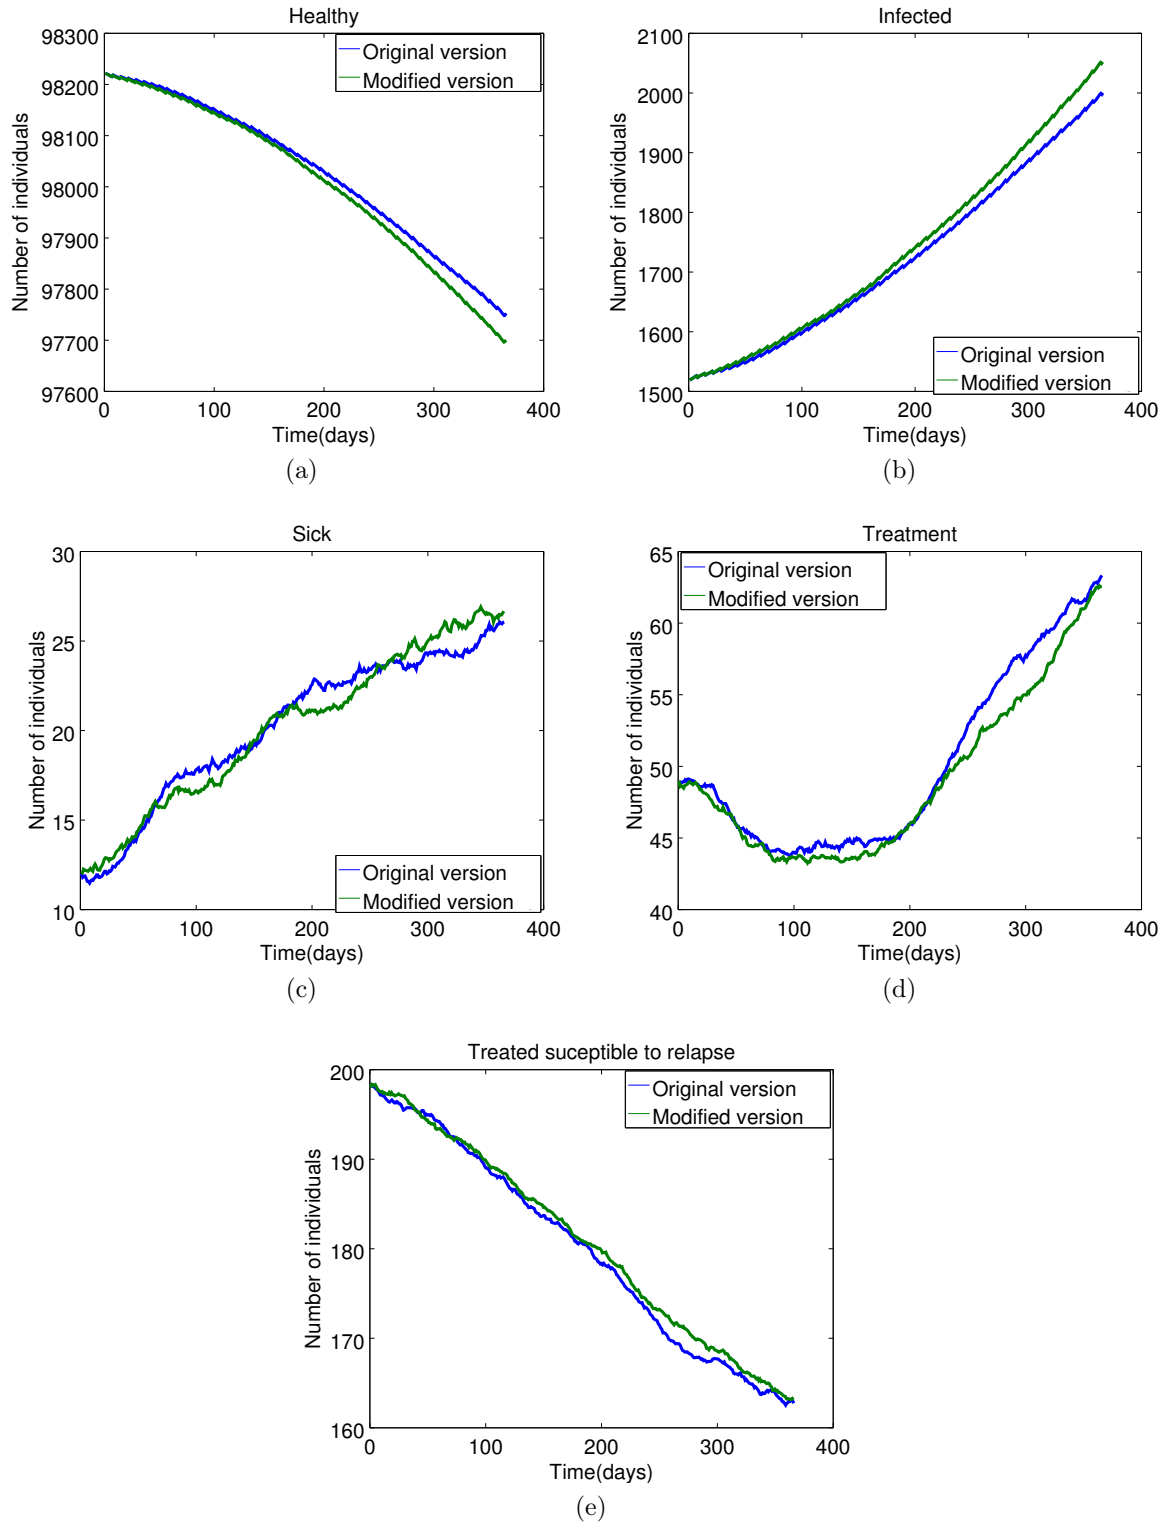 Healthy
98300
98200
98100
98000
97900
97800
97700
97600
Number of individuals
Original version
Modified version
0 100 200 300 400
Time(days)
(a)
Infected
2100
2000
1900
1800
1700
1600
1500
Number of individuals
Original version
Modified version
0 100 200 300 400
Time(days)
(b)
Sick
30
25
20
15
10
Number of individuals
Original version
Modified version
0 100 200 300 400
Time(days)
(c)
Treatment
65
60
55
50
45
40
Number of individuals
Original version
Modified version
0 100 200 300 400
Time(days)
(d)
Treated suceptible to relapse
200
190
180
170
160
Number of individuals
Original version
Modified version
0 100 200 300 400
Time(days)
(e)